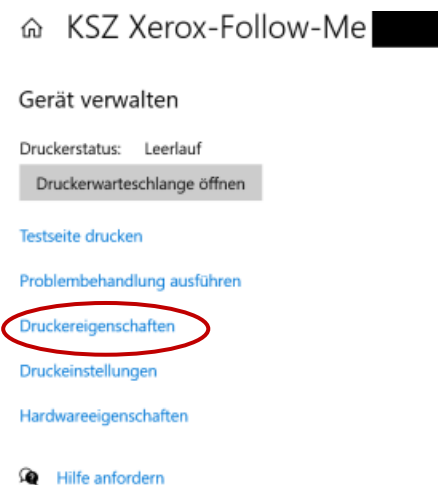 KSZ Xerox-Follow-Me
Gerät verwalten
Druckerstatus: Leerlauf
Druckerwarteschlange öffnen
Testseite drucken
Problembehandlung ausführen
Druckereigenschaften
Druckeinstellungen
Hardwareeigenschaften
Hilfe anfordern